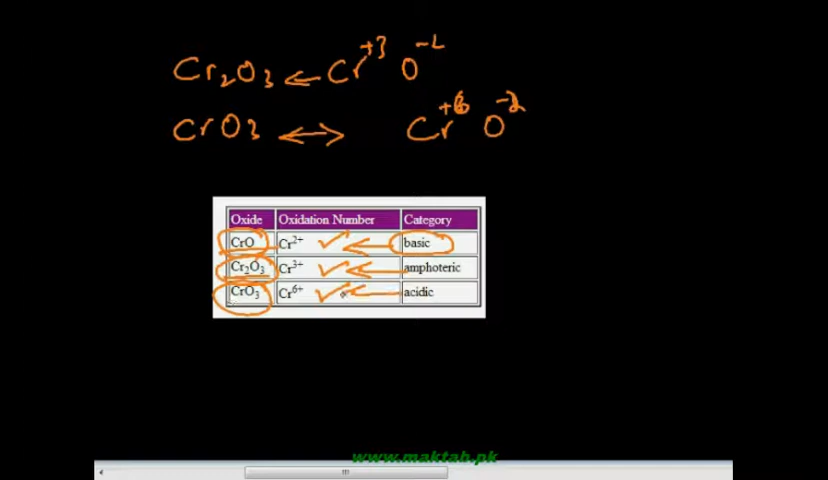 Cr₂O₃ ← Cr⁺³ O⁻²
CrO₃ ↔ Cr⁺⁶ O⁻²
Oxide Oxidation Number Category
CrO Cr²⁺ basic
Cr₂O₃ Cr³⁺ amphoteric
CrO₃ Cr⁶⁺ acidic
www.maktab.pk